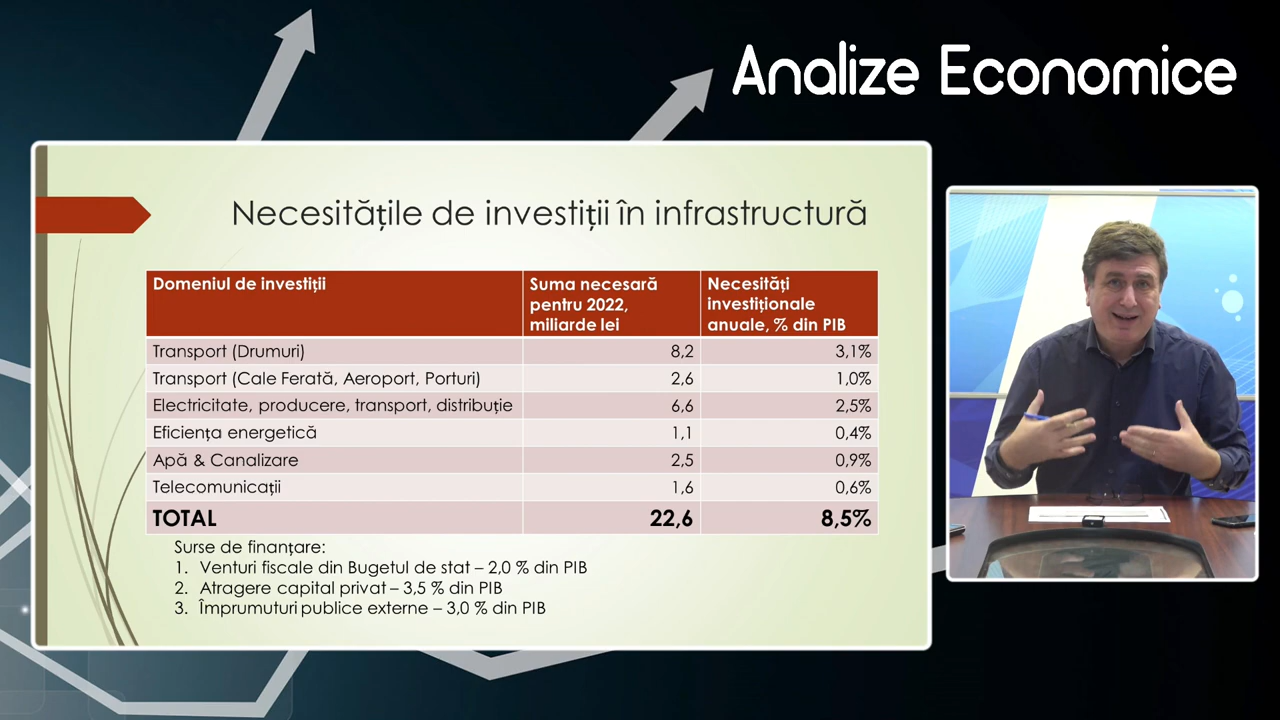 Analize Economice
Necesitățile de investiții în infrastructură
Domeniul de investiții
Suma necesară
pentru 2022,
miliarde lei
Necesități
investiționale
anuale, % din PIB
Transport (Drumuri) 8,2 3,1%
Transport (Cale Ferată, Aeroport, Porturi) 2,6 1,0%
Electricitate, producere, transport, distribuție 6,6 2,5%
Eficiența energetică 1,1 0,4%
Apă & Canalizare 2,5 0,9%
Telecomunicații 1,6 0,6%
TOTAL 22,6 8,5%
Surse de finanțare:
1. Venturi fiscale din Bugetul de stat – 2,0 % din PIB
2. Atragere capital privat – 3,5 % din PIB
3. Împrumuturi publice externe – 3,0 % din PIB